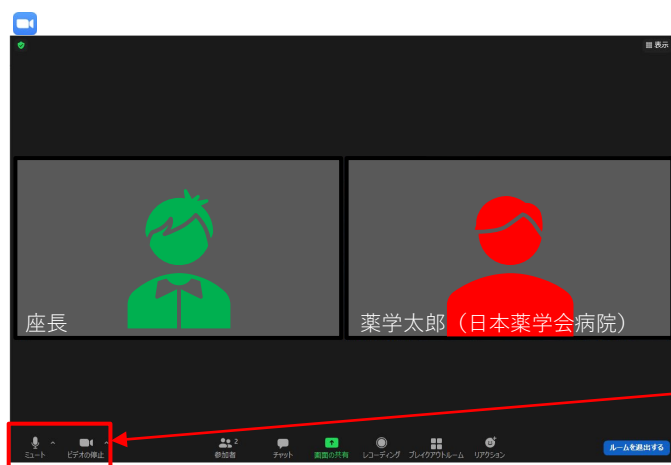 表示
座長
薬学太郎（日本薬学会病院）
ミュート
ビデオの停止
2
参加者
チャット
画面の共有
レコーディング
ブレイクアウトルーム
リアクション
ルームを退出する